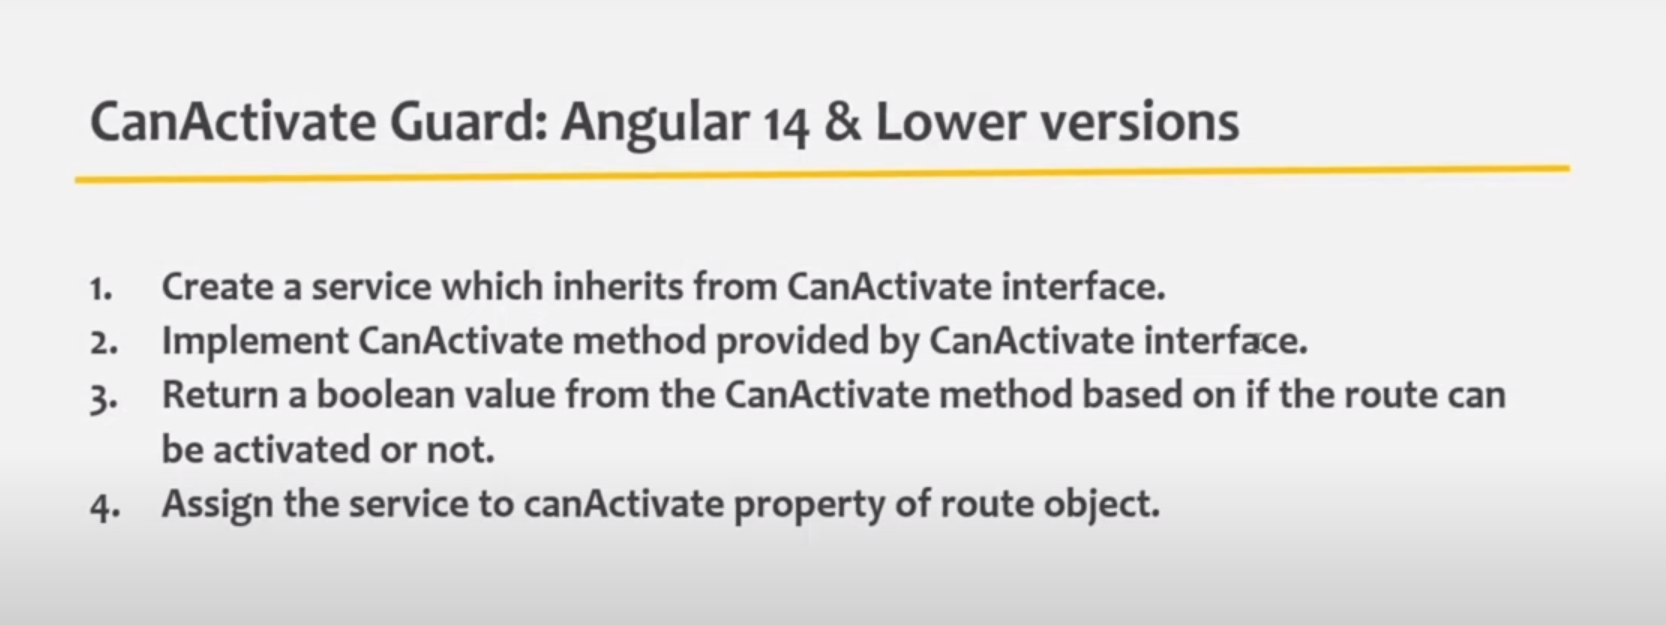 CanActivate Guard: Angular 14 & Lower versions
1. Create a service which inherits from CanActivate interface.
2. Implement CanActivate method provided by CanActivate interface.
3. Return a boolean value from the CanActivate method based on if the route can
be activated or not.
4. Assign the service to canActivate property of route object.